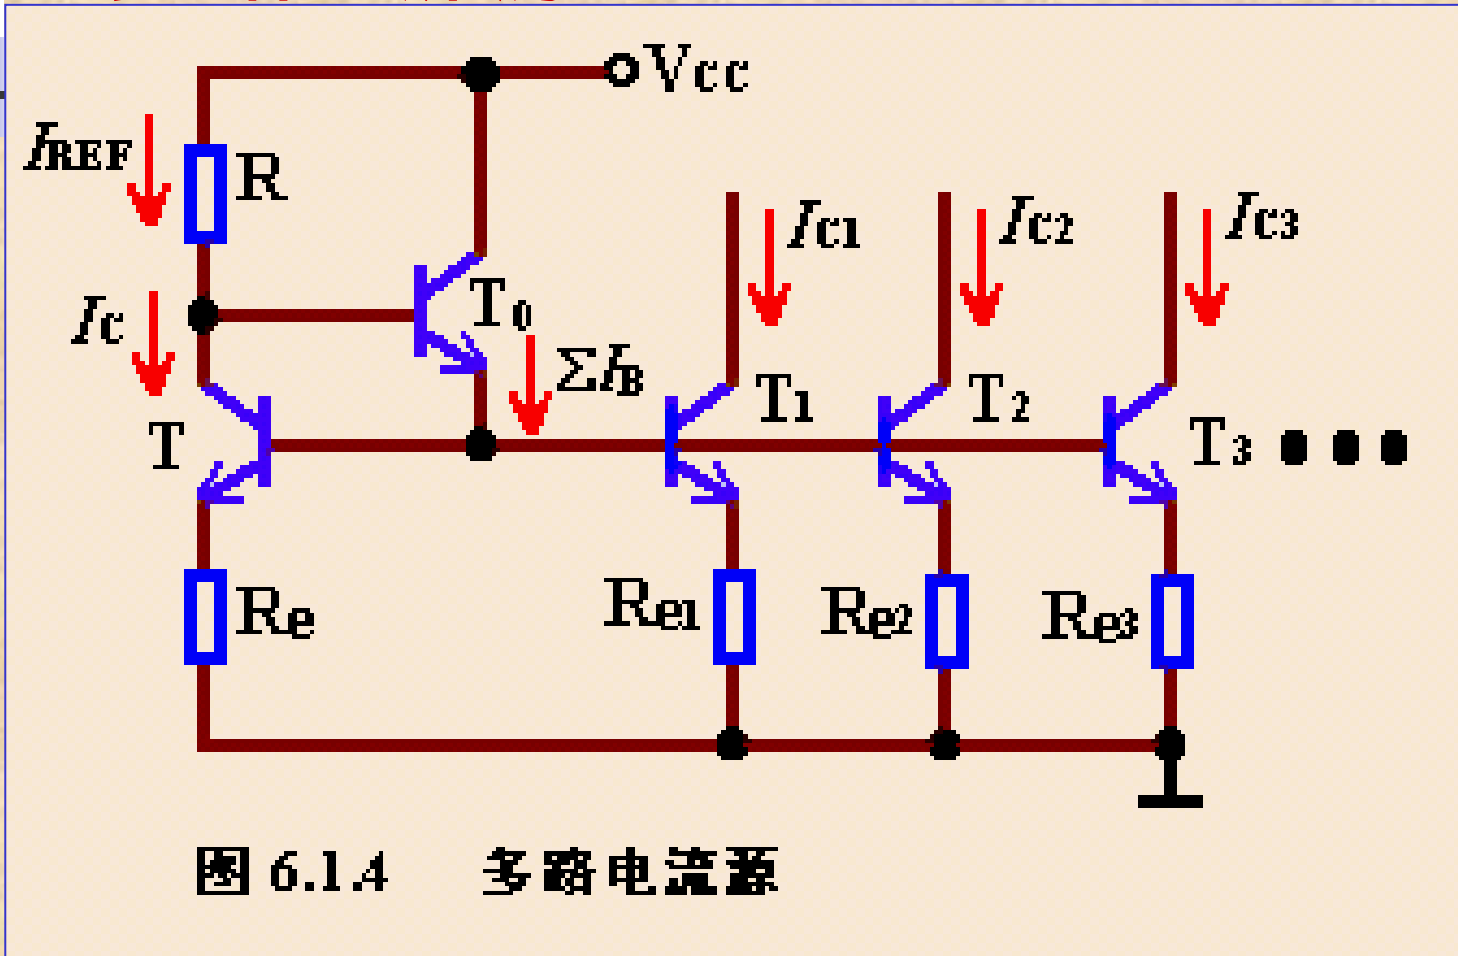 VCC
IREF
R
IC1
IC2
IC3
IC
T0
ΣIB
T
T1
T2
T3 ●●●
Re
Re1
Re2
Re3
图 6.1.4 多路电流源